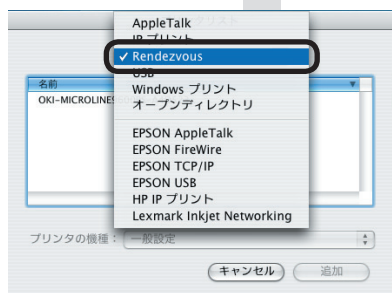 AppleTalk
IP プリント
✓ Rendezvous
USB
Windows プリント
オープンディレクトリ
EPSON AppleTalk
EPSON FireWire
EPSON TCP/IP
EPSON USB
HP IP プリント
Lexmark Inkjet Networking
リスト
名前
OKI-MICROLINE
プリンタの機種： 一般設定
キャンセル 追加